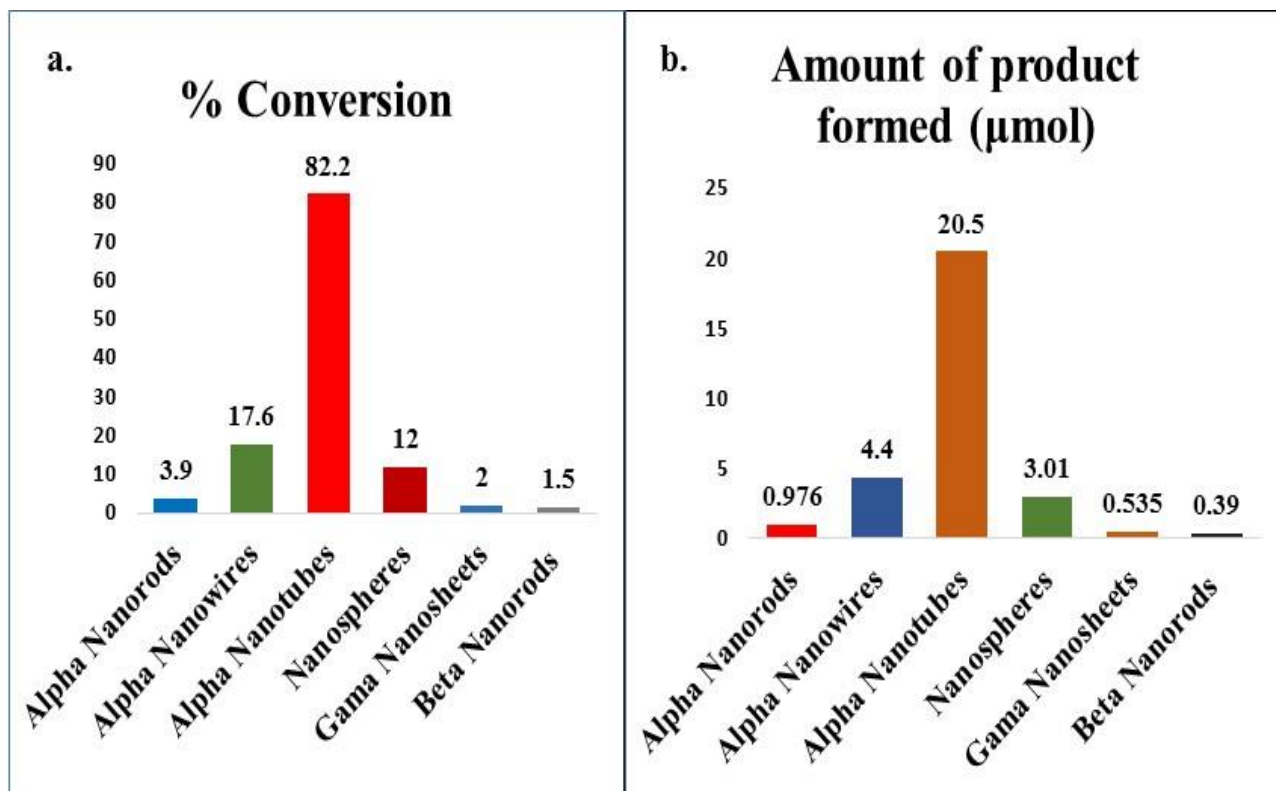 a.
% Conversion
90
80
70
60
50
40
30
20
10
0
3.9
17.6
82.2
12
2
1.5
Alpha Nanorods
Alpha Nanowires
Alpha Nanotubes
Nanospheres
Gama Nanosheets
Beta Nanorods
b.
Amount of product
formed (µmol)
25
20
15
10
5
0
0.976
4.4
20.5
3.01
0.535
0.39
Alpha Nanorods
Alpha Nanowires
Alpha Nanotubes
Nanospheres
Gama Nanosheets
Beta Nanorods